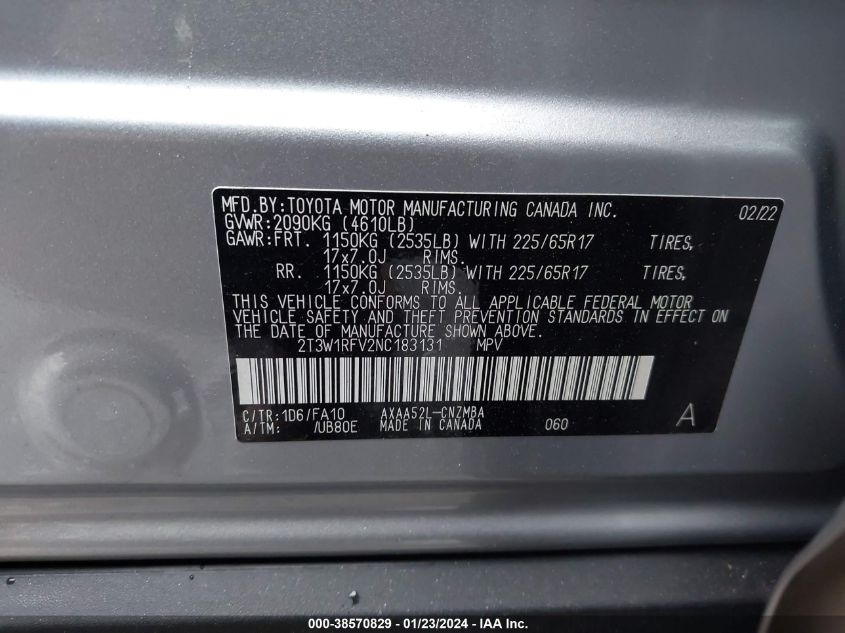 MFD.BY:TOYOTA MOTOR MANUFACTURING CANADA INC. 02/22
GVWR:2090KG (4610LB)
GAWR:FRT. 1150KG (2535LB) WITH 225/65R17 TIRES,
17x7.0J RIMS.
RR. 1150KG (2535LB) WITH 225/65R17 TIRES,
17x7.0J RIMS.
THIS VEHICLE CONFORMS TO ALL APPLICABLE FEDERAL MOTOR
VEHICLE SAFETY AND THEFT PREVENTION STANDARDS IN EFFECT ON
THE DATE OF MANUFACTURE SHOWN ABOVE.
2T3W1RFV2NC183131 MPV
C/TR:1D6/FA10 AXAA52L-CNZMBA
A/TM: /UB80E MADE IN CANADA 060 A
000-38570829 - 01/23/2024 - IAA Inc.